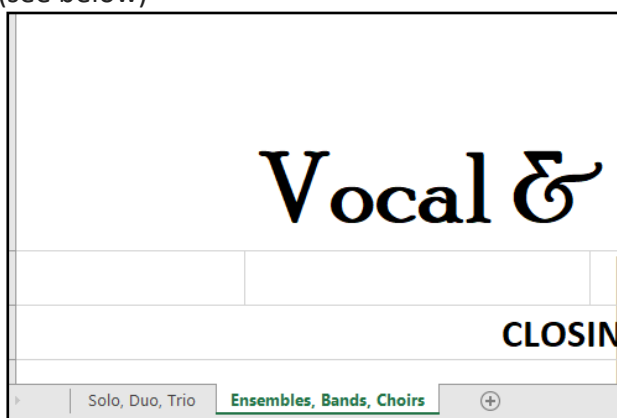 (see below)
Vocal &
CLOSIN
Solo, Duo, Trio Ensembles, Bands, Choirs